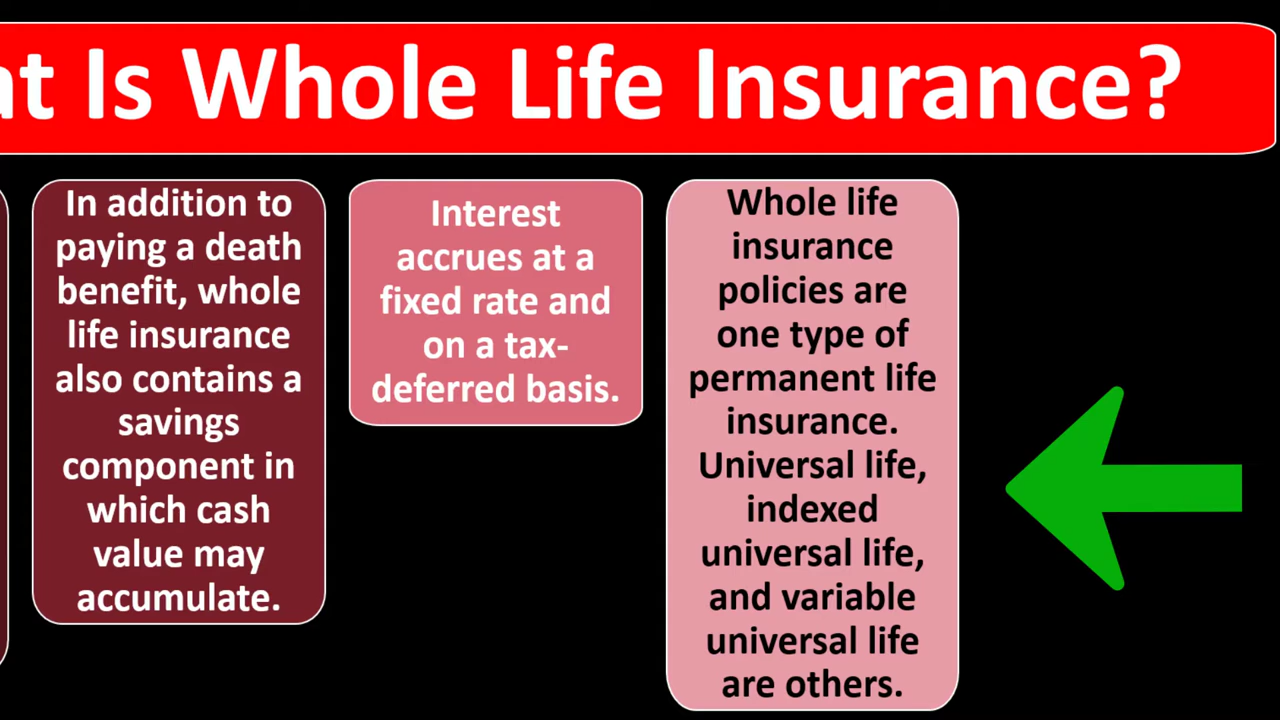 at Is Whole Life Insurance?
In addition to
paying a death
benefit, whole
life insurance
also contains a
savings
component in
which cash
value may
accumulate.
Interest
accrues at a
fixed rate and
on a tax-
deferred basis.
Whole life
insurance
policies are
one type of
permanent life
insurance.
Universal life,
indexed
universal life,
and variable
universal life
are others.